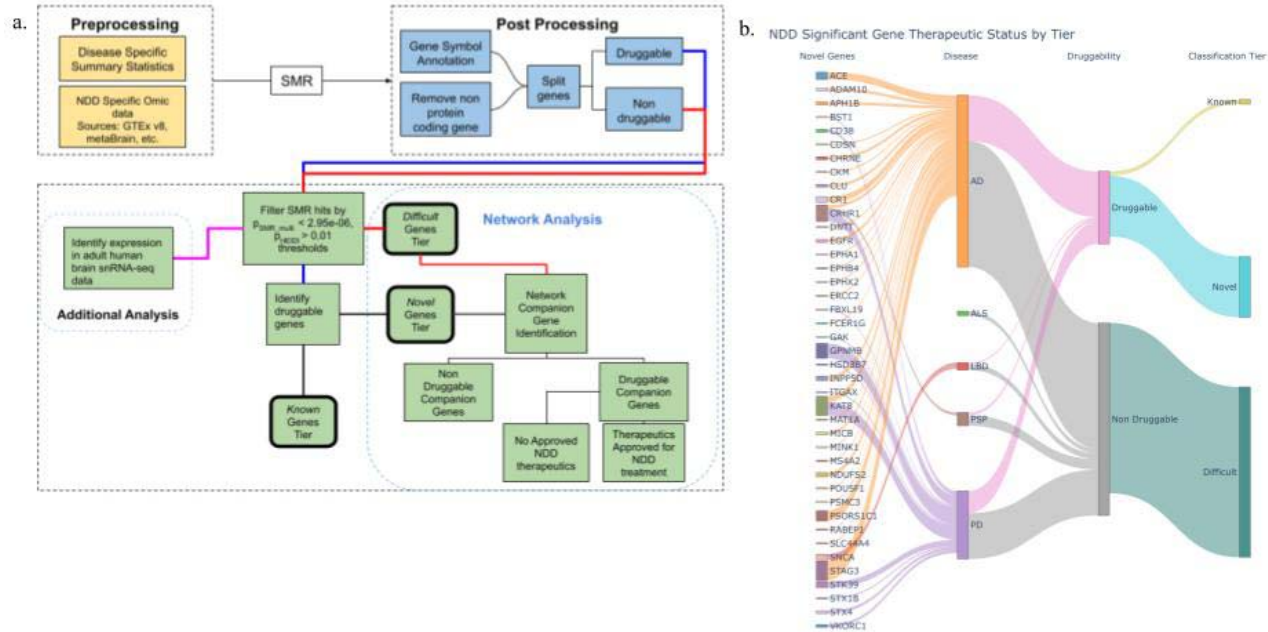 a.
Preprocessing
Disease Specific
Summary Statistics
NDD Specific Omic
data
Sources: GTEx v8,
metaBrain, etc.
SMR
Post Processing
Gene Symbol
Annotation
Remove non
protein
coding gene
Split
genes
Druggable
Non
druggable
Filter SMR hits by
pSMR_multi < 2.95e-06,
pHEIDI > 0.01
thresholds
Identify expression
in adult human
brain snRNA-seq
data
Additional Analysis
Identify
druggable
genes
Known
Genes
Tier
Network Analysis
Difficult
Genes
Tier
Novel
Genes
Tier
Network
Companion
Gene
Identification
Non
Druggable
Companion
Genes
Druggable
Companion
Genes
No Approved
NDD
therapeutics
Therapeutics
Approved for
NDD
treatment
b.
NDD Significant Gene Therapeutic Status by Tier
Novel Genes
Disease
Druggability
Classification Tier
ACE
ADAM10
APH1B
BST1
CD38
CDSN
CHRNE
CKM
CLU
CR1
CRHR1
DNTT
EGFR
EPHA1
EPHB4
EPHX2
ERCC2
FBXL19
FCER1G
GAK
GPNMB
HSD3B7
INPP5D
ITGAX
KAT8
MICB
MINK1
MS4A2
NDUFS2
POU5F1
PSMC3
PSORS1C1
RABEP1
SLC44A4
SNCA
STAG3
STK39
STX1B
STX4
VKORC1
AD
ALS
LBD
PSP
PD
Druggable
Non Druggable
Known
Novel
Difficult